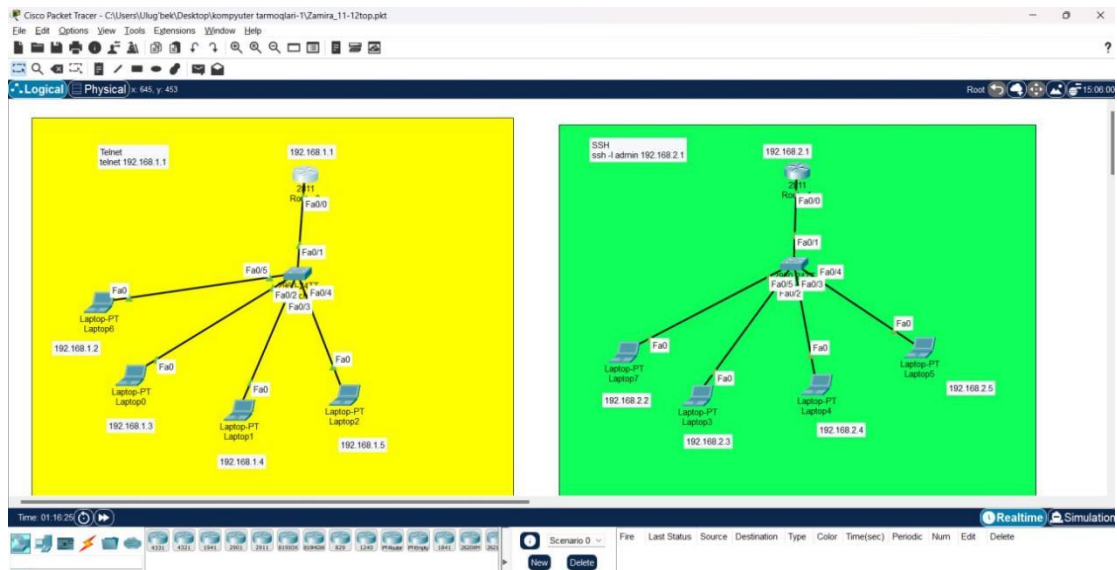 Cisco Packet Tracer - C:\Users\Ulug'bek\Desktop\kompyuter tarmoqlari-1\Zamira_11-12top.pkt
File Edit Options View Tools Extensions Window Help
Logical Physical x: 645, y: 453
Root 15:06:00
Telnet
telnet 192.168.1.1
192.168.1.1
Fa0/0
Fa0/1
Fa0/5
Fa0/2
Fa0/4
Fa0/3
Fa0
Laptop-PT
Laptop6
192.168.1.2
Fa0
Laptop-PT
Laptop0
192.168.1.3
Fa0
Laptop-PT
Laptop1
192.168.1.4
Fa0
Laptop-PT
Laptop2
192.168.1.5
SSH
ssh -l admin 192.168.2.1
192.168.2.1
Fa0/0
Fa0/1
Fa0/4
Fa0/5
Fa0/3
Fa0/2
Fa0
Laptop-PT
Laptop7
192.168.2.2
Fa0
Laptop-PT
Laptop3
192.168.2.3
Fa0
Laptop-PT
Laptop4
192.168.2.4
Fa0
Laptop-PT
Laptop5
192.168.2.5
Time: 01:16:25
Realtime Simulation
4331 4321 1941 2901 2911 819IOX 819HGW 829 1240 PT-Router PT-Empty 1841 2620XM
Scenario 0
New Delete
Fire Last Status Source Destination Type Color Time(sec) Periodic Num Edit Delete